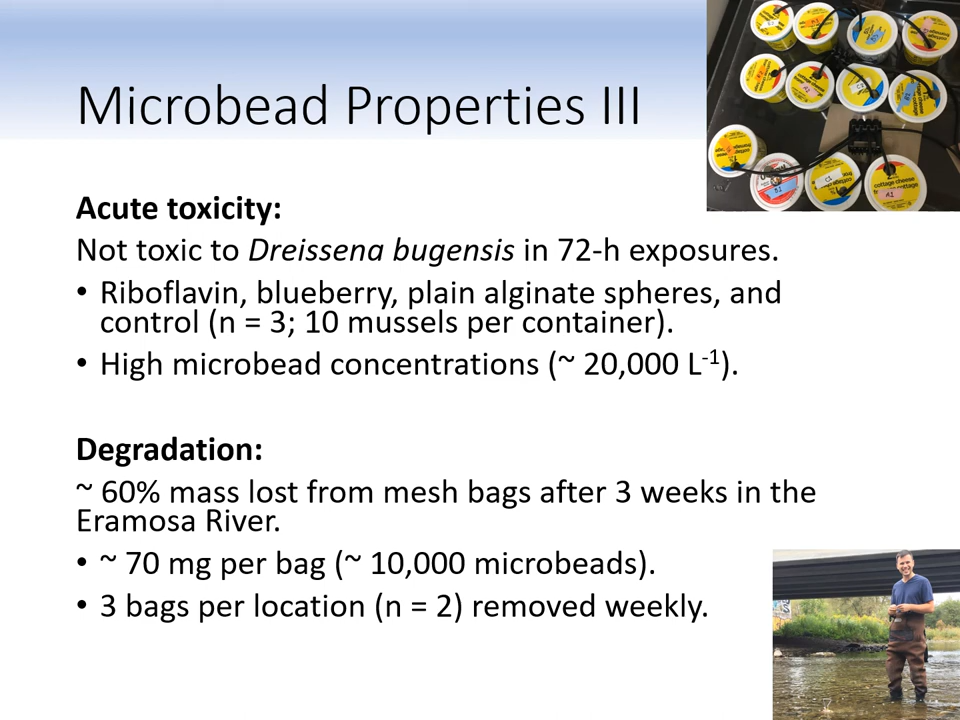 Microbead Properties III
Acute toxicity:
Not toxic to Dreissena bugensis in 72-h exposures.
• Riboflavin, blueberry, plain alginate spheres, and
control (n = 3; 10 mussels per container).
• High microbead concentrations (~ 20,000 L-1).
Degradation:
~ 60% mass lost from mesh bags after 3 weeks in the
Eramosa River.
• ~ 70 mg per bag (~ 10,000 microbeads).
• 3 bags per location (n = 2) removed weekly.
cottage cheese